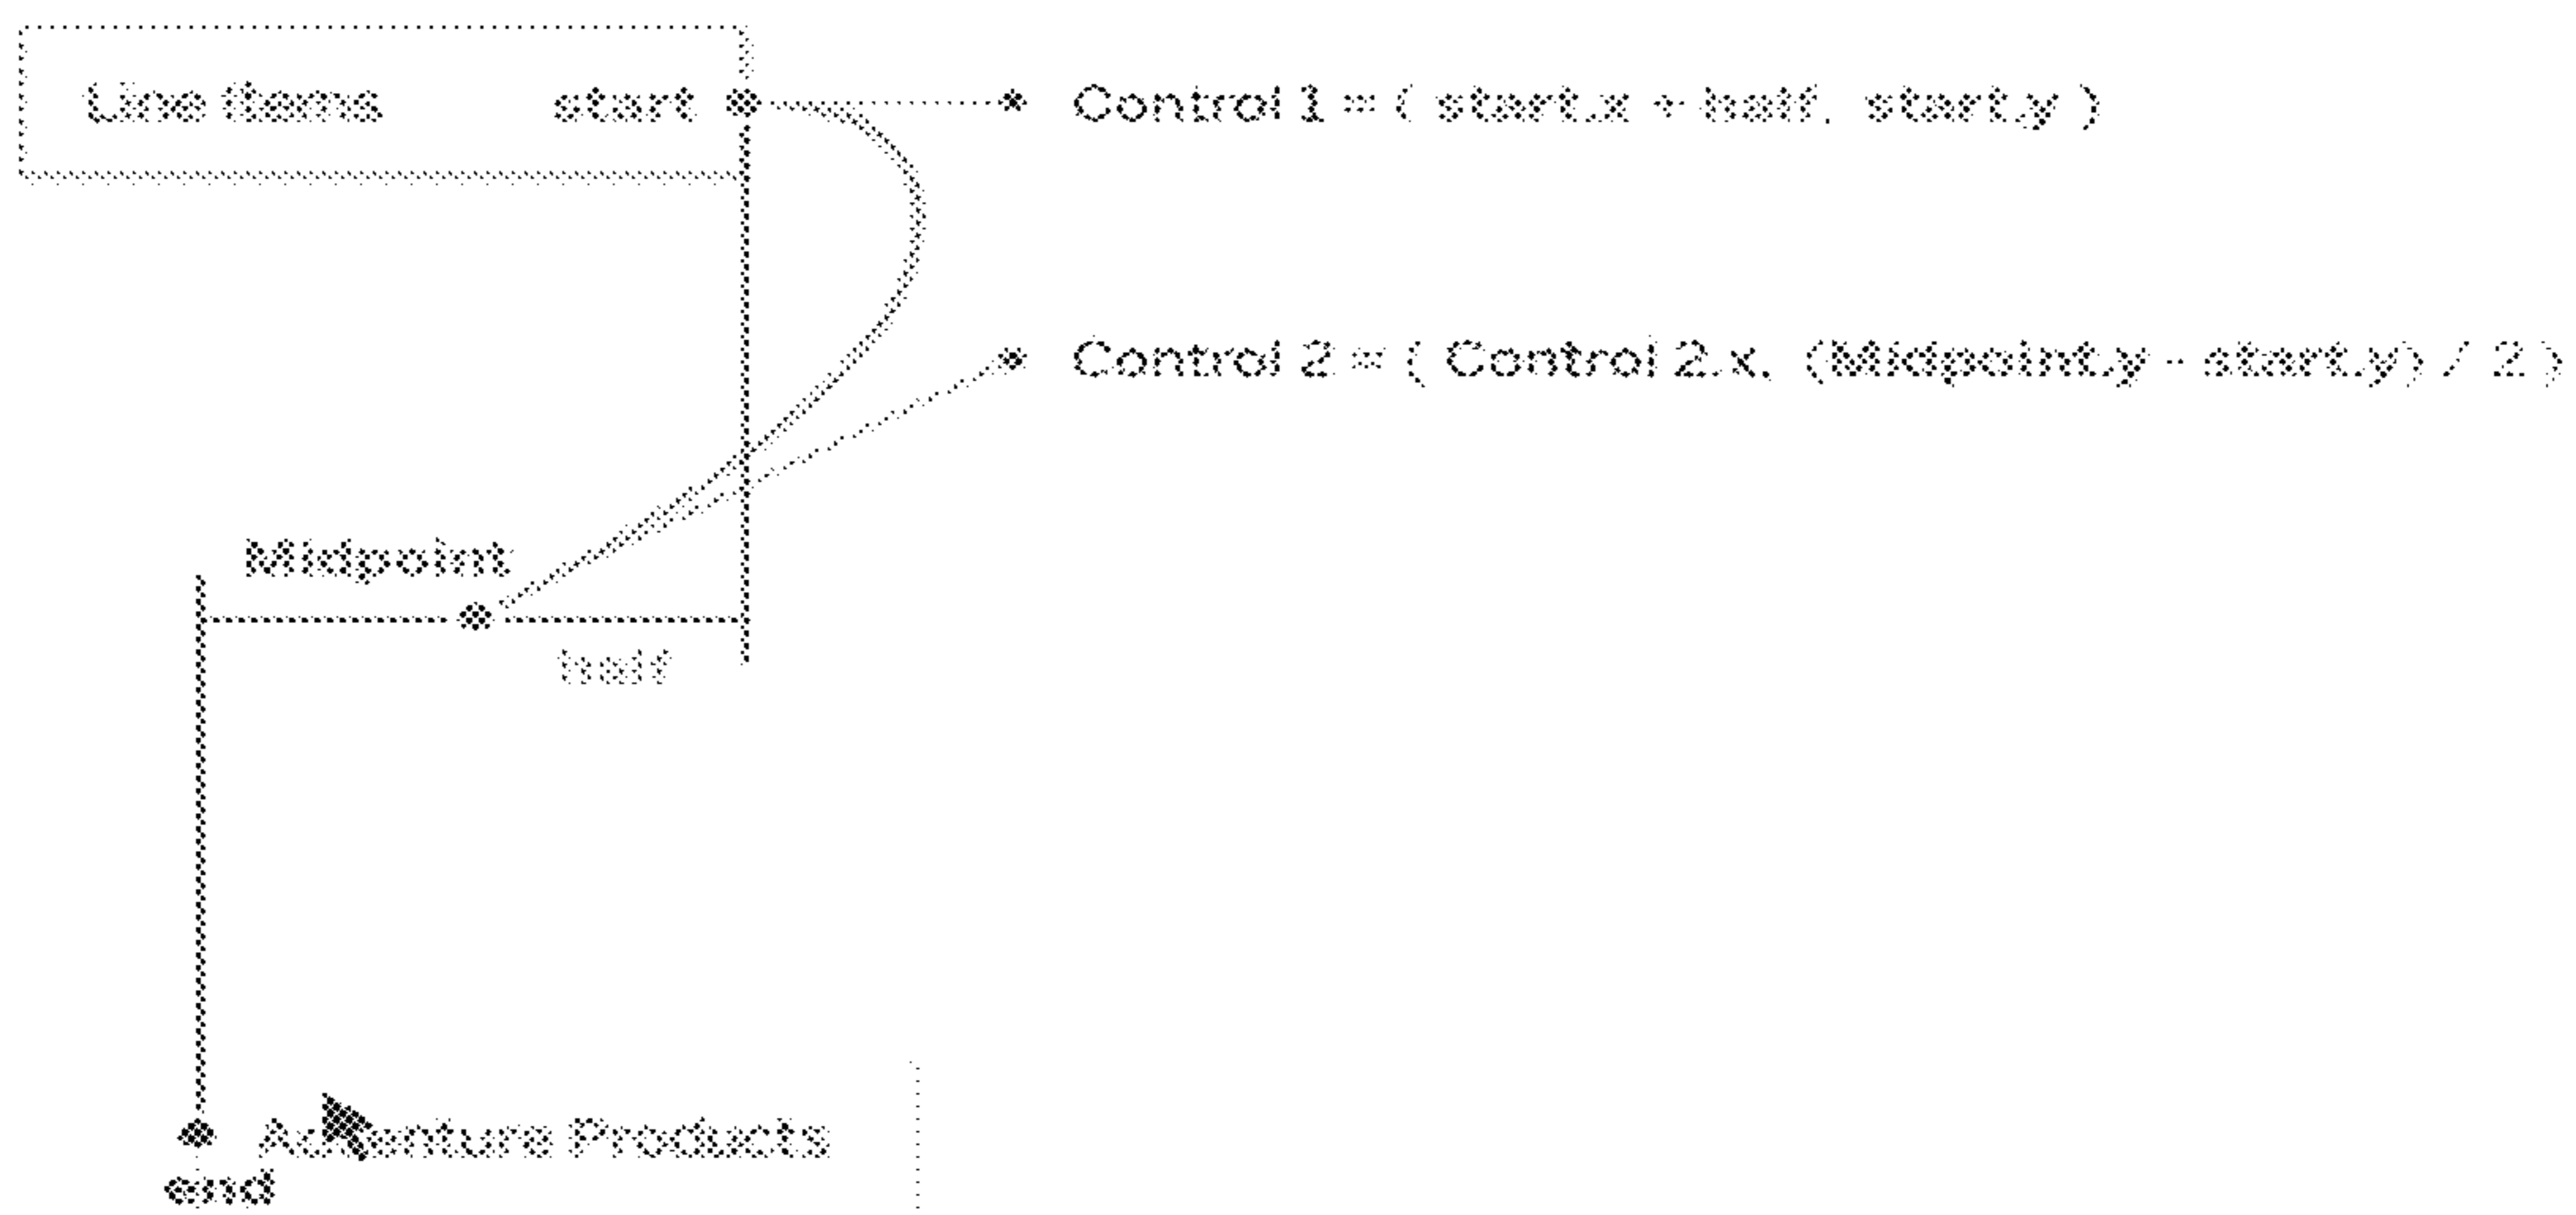 Line Items start Control 1 = ( start.x + half, start.y )
Control 2 = ( Control 2.x, (Midpoint.y - start.y) / 2 )
Midpoint
half
Adventure Products
end